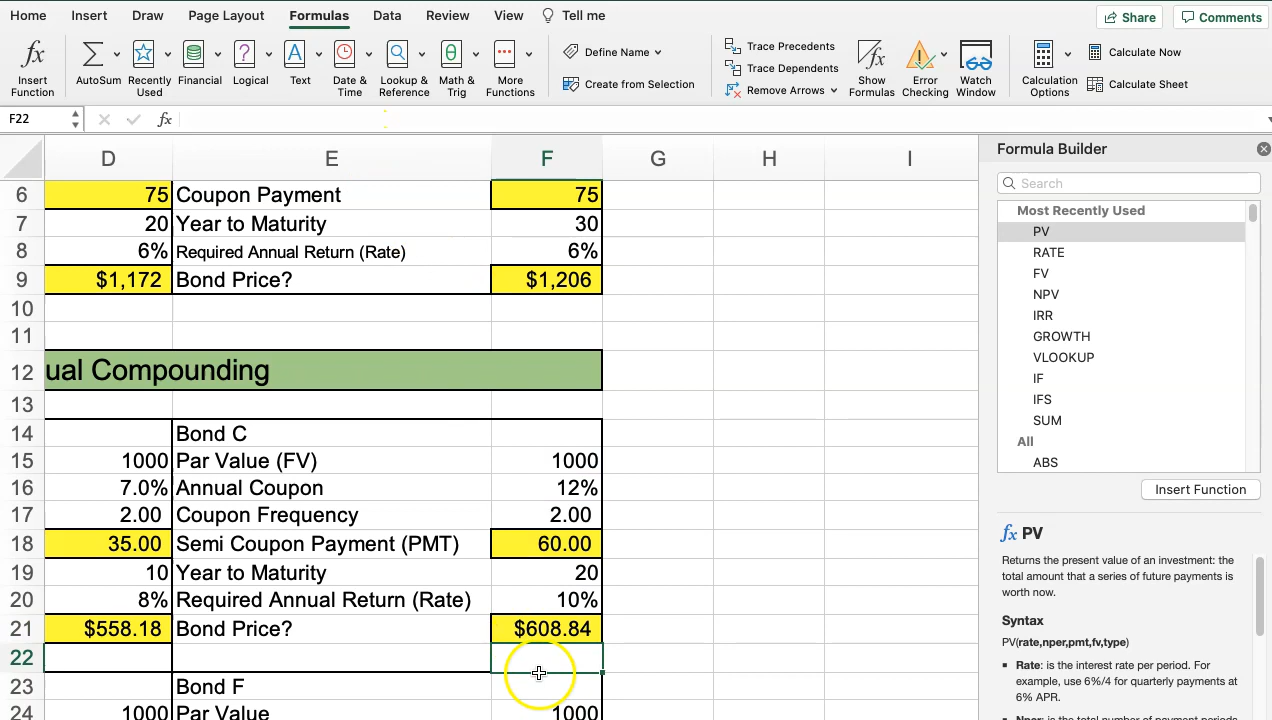 Home Insert Draw Page Layout Formulas Data Review View Tell me Share Comments
Insert Function AutoSum Recently Used Financial Logical Text Date & Time Lookup & Reference Math & Trig More Functions
Define Name
Create from Selection
Trace Precedents
Trace Dependents
Remove Arrows
Show Formulas Error Checking Watch Window Calculation Options
Calculate Now
Calculate Sheet
F22 fx
D E F G H I
6 75 Coupon Payment 75
7 20 Year to Maturity 30
8 6% Required Annual Return (Rate) 6%
9 $1,172 Bond Price? $1,206
10
11
12 ual Compounding
13
14 Bond C
15 1000 Par Value (FV) 1000
16 7.0% Annual Coupon 12%
17 2.00 Coupon Frequency 2.00
18 35.00 Semi Coupon Payment (PMT) 60.00
19 10 Year to Maturity 20
20 8% Required Annual Return (Rate) 10%
21 $558.18 Bond Price? $608.84
22
23 Bond F
24 1000 Par Value 1000
Formula Builder
Search
Most Recently Used
PV
RATE
FV
NPV
IRR
GROWTH
VLOOKUP
IF
IFS
SUM
All
ABS
Insert Function
fx PV
Returns the present value of an investment: the
total amount that a series of future payments is
worth now.
Syntax
PV(rate,nper,pmt,fv,type)
▪ Rate: is the interest rate per period. For
example, use 6%/4 for quarterly payments at
6% APR.
▪ Nper: is the total number of payment periods